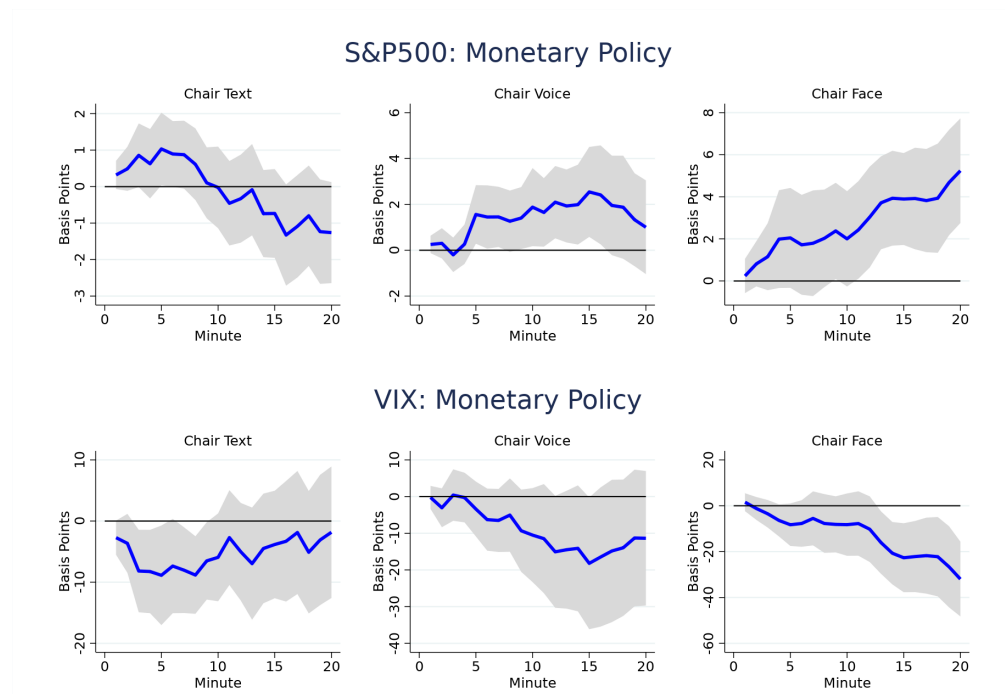 S&P500: Monetary Policy
Chair Text
Chair Voice
Chair Face
Basis Points
2
1
0
-1
-2
-3
0 5 10 15 20
Minute
Basis Points
6
4
2
0
-2
0 5 10 15 20
Minute
Basis Points
8
6
4
2
0
0 5 10 15 20
Minute
VIX: Monetary Policy
Chair Text
Chair Voice
Chair Face
Basis Points
10
0
-10
-20
0 5 10 15 20
Minute
Basis Points
10
0
-10
-20
-30
-40
0 5 10 15 20
Minute
Basis Points
20
0
-20
-40
-60
0 5 10 15 20
Minute